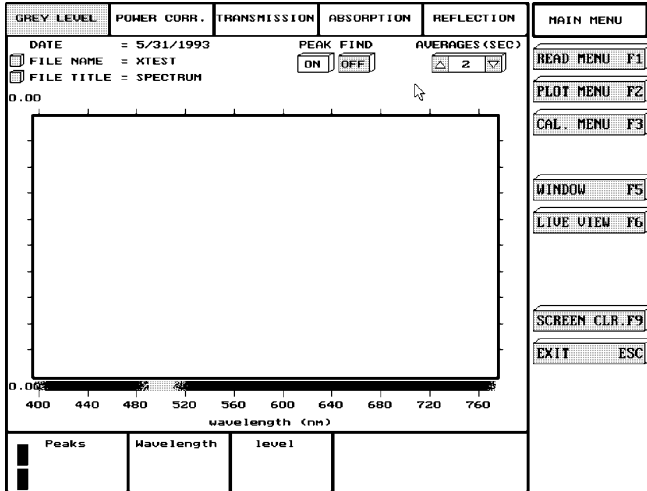 GREY LEVEL POWER CORR. TRANSMISSION ABSORPTION REFLECTION MAIN MENU
DATE = 5/31/1993 PEAK FIND AVERAGES(SEC)
FILE NAME = XTEST ON OFF 2
FILE TITLE = SPECTRUM
READ MENU F1
PLOT MENU F2
CAL. MENU F3
WINDOW F5
LIVE VIEW F6
SCREEN CLR. F9
EXIT ESC
0.00
0.00
400 440 480 520 560 600 640 680 720 760
wavelength (nm)
Peaks Wavelength level